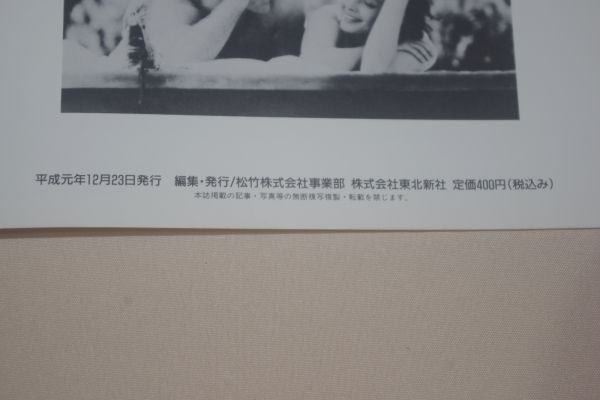 平成元年12月23日発行　編集・発行/松竹株式会社事業部 株式会社東北新社 定価400円(税込み)
本誌掲載の記事・写真等の無断複写複製・転載を禁じます。